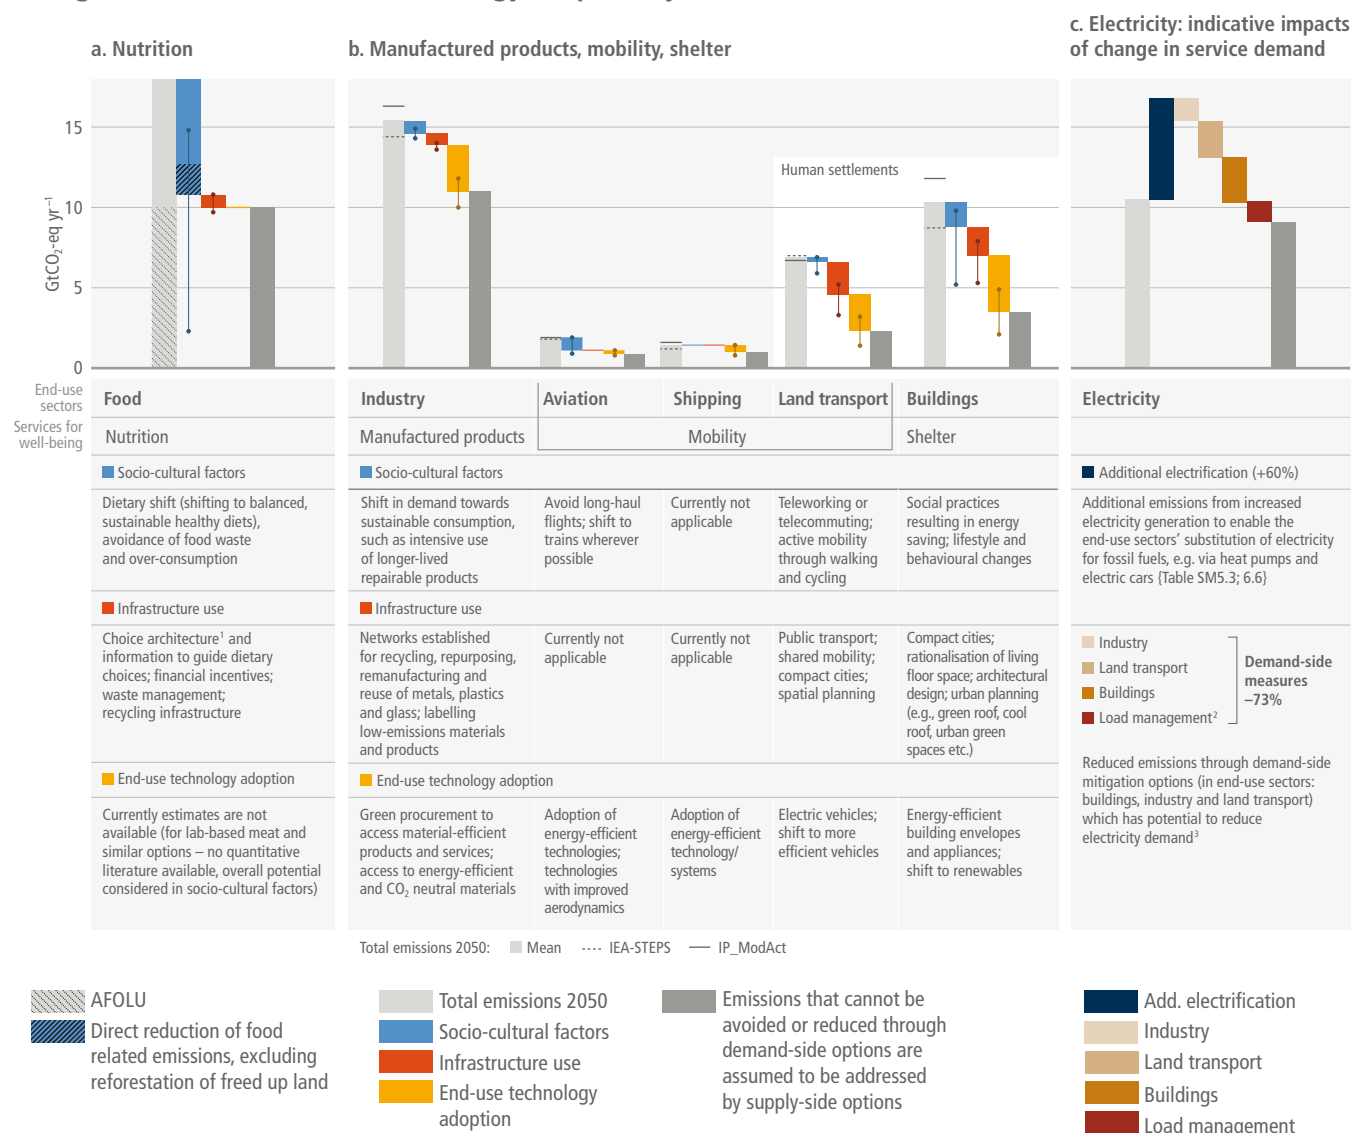 a. Nutrition
b. Manufactured products, mobility, shelter
c. Electricity: indicative impacts
of change in service demand
GtCO₂-eq yr⁻¹
15
10
5
0
Human settlements
End-use
sectors
Services for
well-being
Food
Nutrition
Socio-cultural factors
Dietary shift (shifting to balanced,
sustainable healthy diets),
avoidance of food waste
and over-consumption
Infrastructure use
Choice architecture¹ and
information to guide dietary
choices; financial incentives;
waste management;
recycling infrastructure
End-use technology adoption
Currently estimates are not
available (for lab-based meat and
similar options – no quantitative
literature available, overall potential
considered in socio-cultural factors)
Industry
Aviation
Shipping
Land transport
Buildings
Manufactured products
Mobility
Shelter
Socio-cultural factors
Shift in demand towards
sustainable consumption,
such as intensive use
of longer-lived
repairable products
Avoid long-haul
flights; shift to
trains wherever
possible
Currently not
applicable
Teleworking or
telecommuting;
active mobility
through walking
and cycling
Social practices
resulting in energy
saving; lifestyle and
behavioural changes
Infrastructure use
Networks established
for recycling, repurposing,
remanufacturing and
reuse of metals, plastics
and glass; labelling
low-emissions materials
and products
Currently not
applicable
Currently not
applicable
Public transport;
shared mobility;
compact cities;
spatial planning
Compact cities;
rationalisation of living
floor space; architectural
design; urban planning
(e.g., green roof, cool
roof, urban green
spaces etc.)
End-use technology adoption
Green procurement to
access material-efficient
products and services;
access to energy-efficient
and CO₂ neutral materials
Adoption of
energy-efficient
technologies;
technologies
with improved
aerodynamics
Adoption of
energy-efficient
technology/
systems
Electric vehicles;
shift to more
efficient vehicles
Energy-efficient
building envelopes
and appliances;
shift to renewables
Electricity
Additional electrification (+60%)
Additional emissions from increased
electricity generation to enable the
end-use sectors' substitution of electricity
for fossil fuels, e.g. via heat pumps and
electric cars {Table SM5.3; 6.6}
Industry
Land transport
Buildings
Load management²
Demand-side
measures
–73%
Reduced emissions through demand-side
mitigation options (in end-use sectors:
buildings, industry and land transport)
which has potential to reduce
electricity demand³
Total emissions 2050: Mean IEA-STEPS IP_ModAct
AFOLU
Direct reduction of food
related emissions, excluding
reforestation of freed up land
Total emissions 2050
Socio-cultural factors
Infrastructure use
End-use technology
adoption
Emissions that cannot be
avoided or reduced through
demand-side options are
assumed to be addressed
by supply-side options
Add. electrification
Industry
Land transport
Buildings
Load management